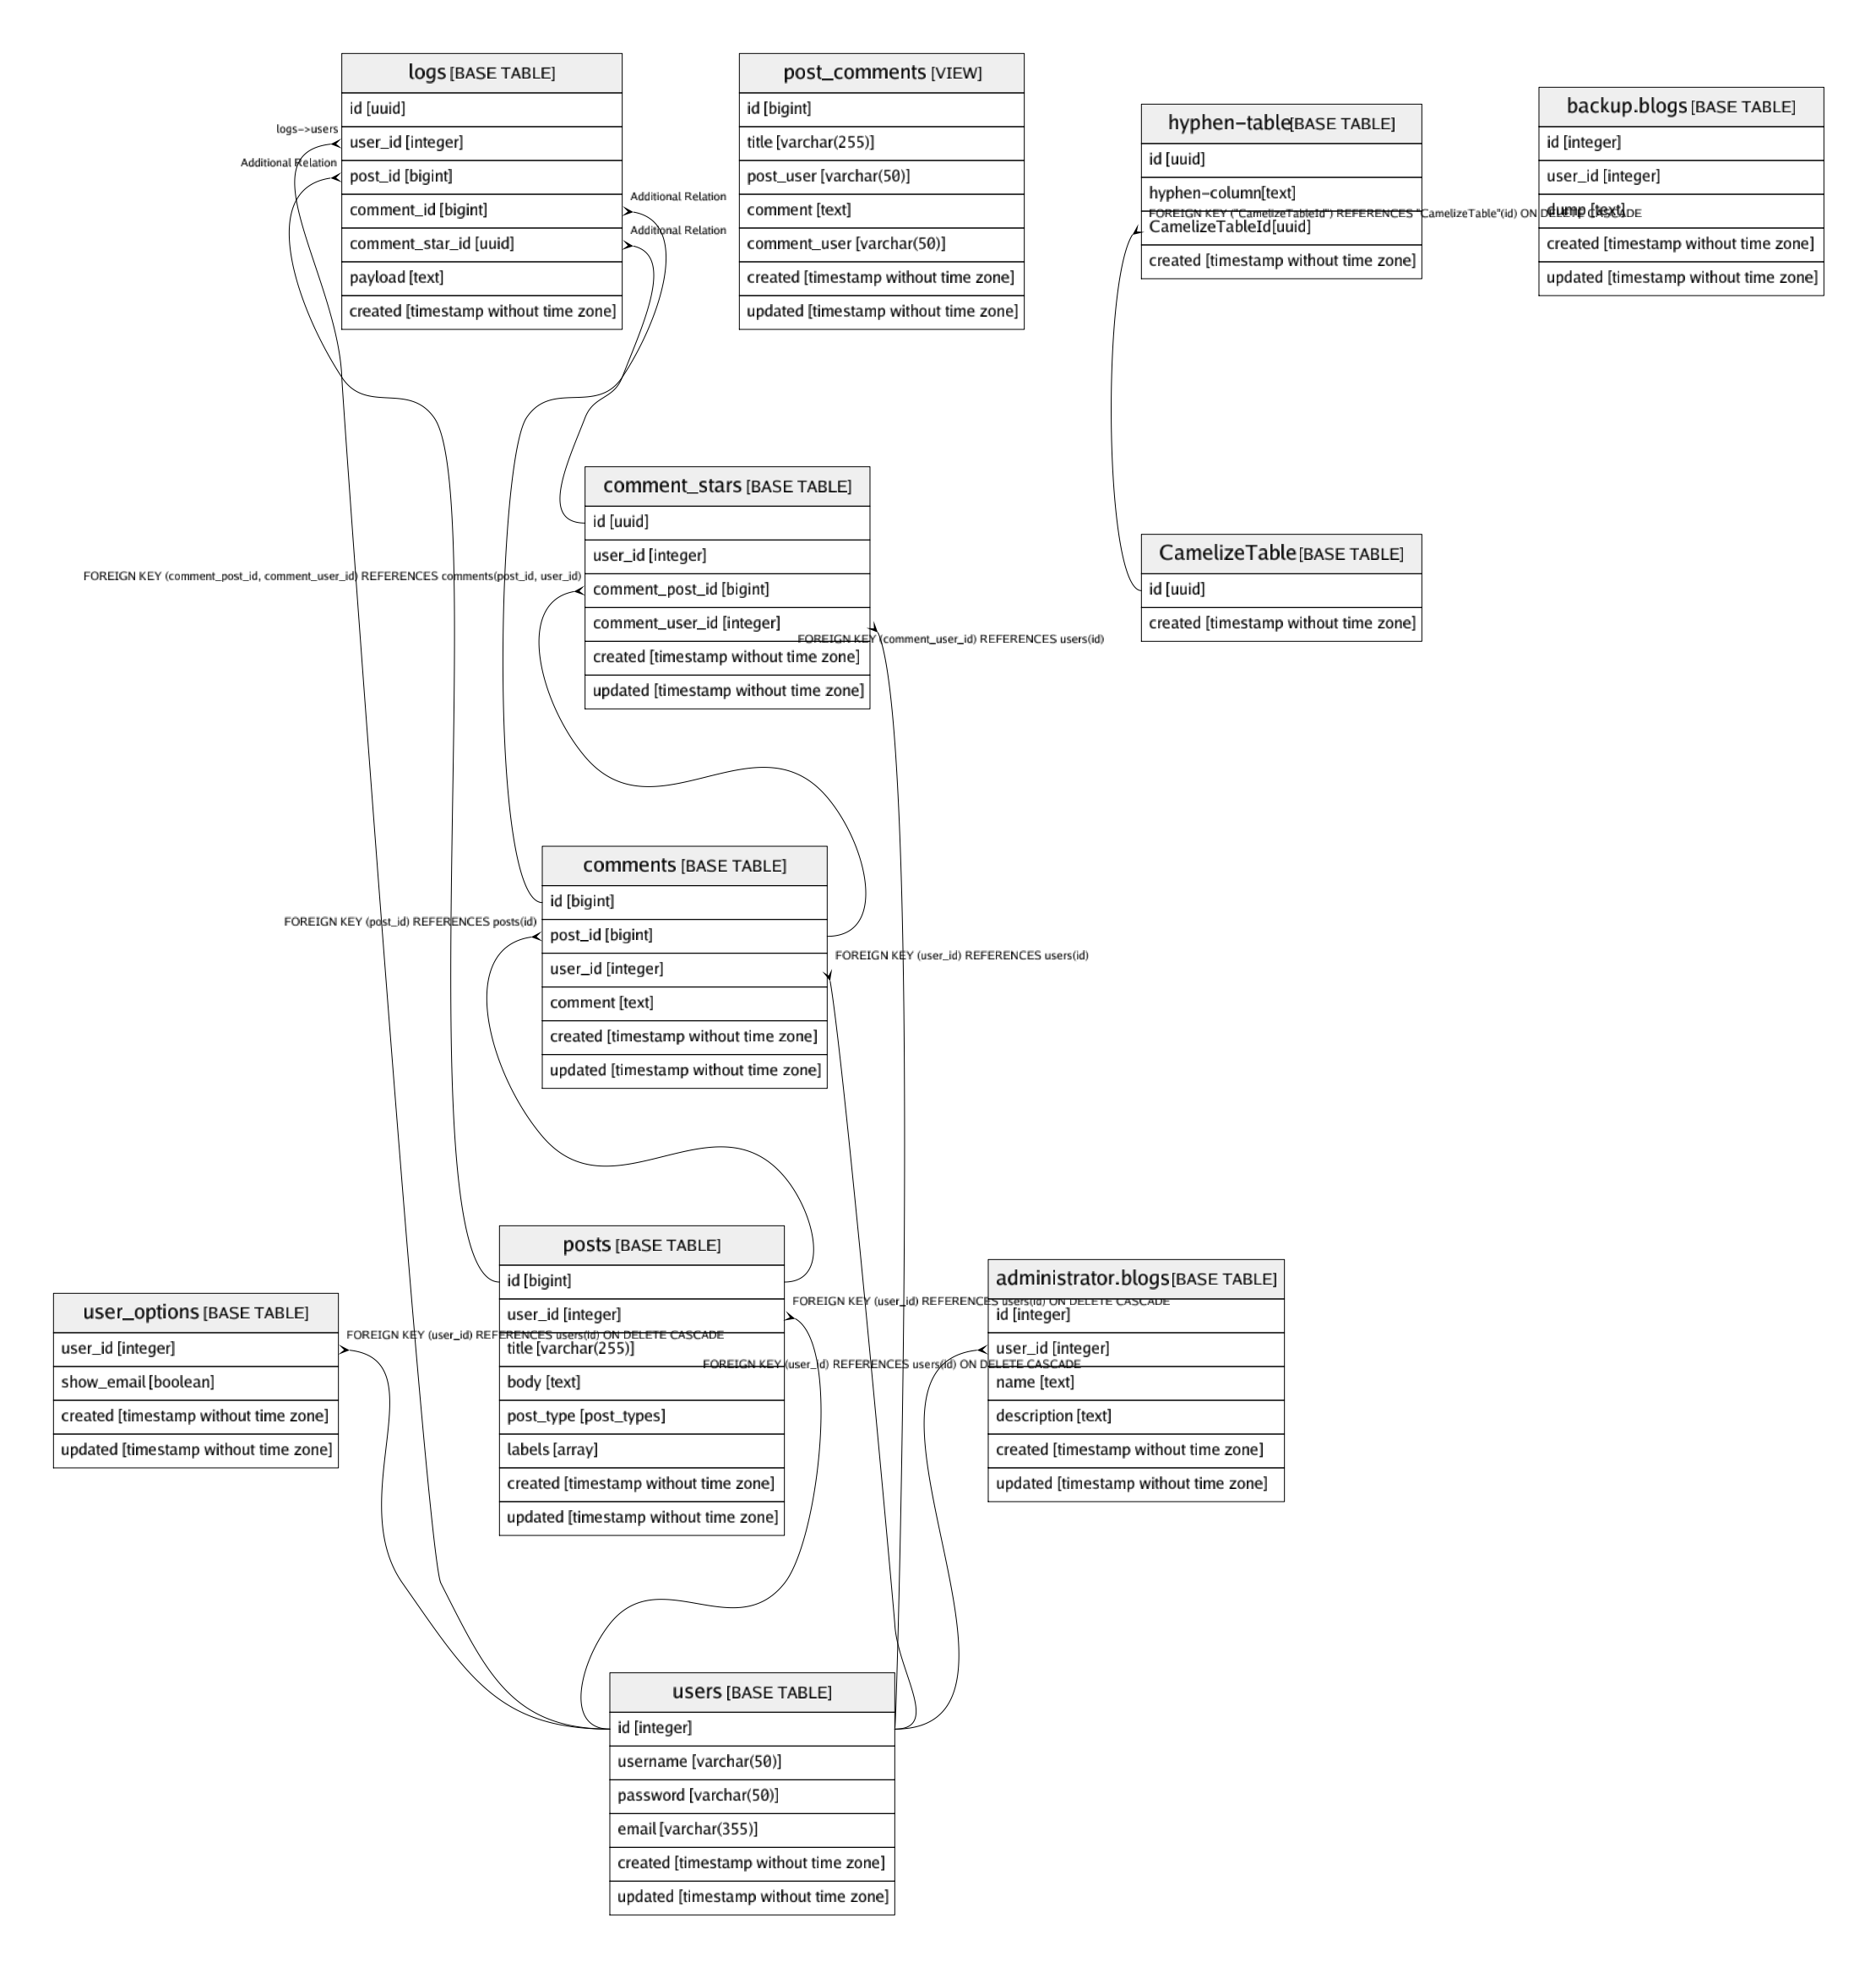 logs [BASE TABLE]
id [uuid]
logs->users
user_id [integer]
Additional Relation
post_id [bigint]
Additional Relation
comment_id [bigint]
Additional Relation
comment_star_id [uuid]
payload [text]
created [timestamp without time zone]
post_comments [VIEW]
id [bigint]
title [varchar(255)]
post_user [varchar(50)]
comment [text]
comment_user [varchar(50)]
created [timestamp without time zone]
updated [timestamp without time zone]
hyphen-table[BASE TABLE]
id [uuid]
hyphen-column[text]
FOREIGN KEY ("CamelizeTableId") REFERENCES "CamelizeTable"(id) ON DELETE CASCADE
CamelizeTableId[uuid]
created [timestamp without time zone]
backup.blogs [BASE TABLE]
id [integer]
user_id [integer]
dump [text]
created [timestamp without time zone]
updated [timestamp without time zone]
comment_stars [BASE TABLE]
id [uuid]
user_id [integer]
FOREIGN KEY (comment_post_id, comment_user_id) REFERENCES comments(post_id, user_id)
comment_post_id [bigint]
comment_user_id [integer]
FOREIGN KEY (comment_user_id) REFERENCES users(id)
created [timestamp without time zone]
updated [timestamp without time zone]
CamelizeTable[BASE TABLE]
id [uuid]
created [timestamp without time zone]
comments [BASE TABLE]
id [bigint]
FOREIGN KEY (post_id) REFERENCES posts(id)
post_id [bigint]
FOREIGN KEY (user_id) REFERENCES users(id)
user_id [integer]
comment [text]
created [timestamp without time zone]
updated [timestamp without time zone]
posts [BASE TABLE]
id [bigint]
FOREIGN KEY (user_id) REFERENCES users(id) ON DELETE CASCADE
user_id [integer]
title [varchar(255)]
body [text]
post_type [post_types]
labels [array]
created [timestamp without time zone]
updated [timestamp without time zone]
administrator.blogs[BASE TABLE]
id [integer]
user_id [integer]
FOREIGN KEY (user_id) REFERENCES users(id) ON DELETE CASCADE
name [text]
description [text]
created [timestamp without time zone]
updated [timestamp without time zone]
user_options [BASE TABLE]
FOREIGN KEY (user_id) REFERENCES users(id) ON DELETE CASCADE
user_id [integer]
show_email [boolean]
created [timestamp without time zone]
updated [timestamp without time zone]
users [BASE TABLE]
id [integer]
username [varchar(50)]
password [varchar(50)]
email [varchar(355)]
created [timestamp without time zone]
updated [timestamp without time zone]